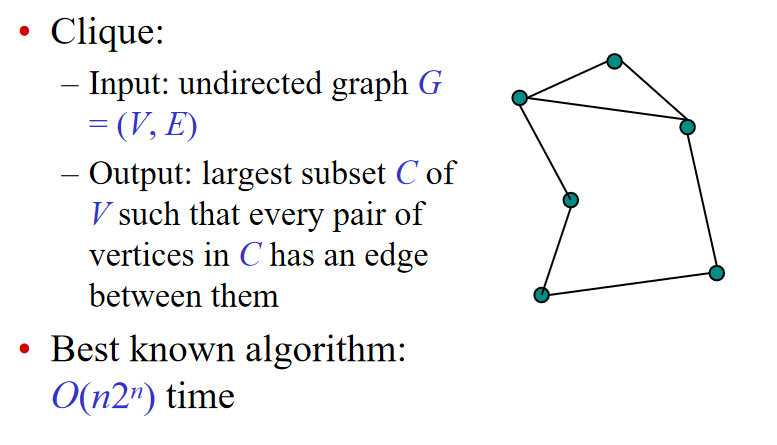 • Clique:
– Input: undirected graph G
= (V, E)
– Output: largest subset C of
V such that every pair of
vertices in C has an edge
between them
• Best known algorithm:
O(n2ⁿ) time